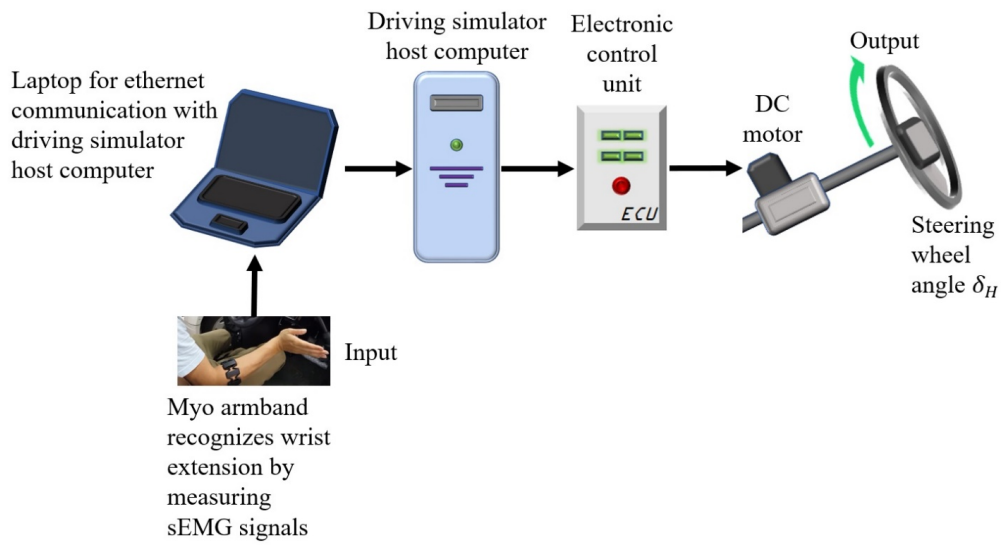 Laptop for ethernet
communication with
driving simulator
host computer
Driving simulator
host computer
Electronic
control
unit
ECU
DC
motor
Output
Steering
wheel
angle δ_H
Input
Myo armband
recognizes wrist
extension by
measuring
sEMG signals